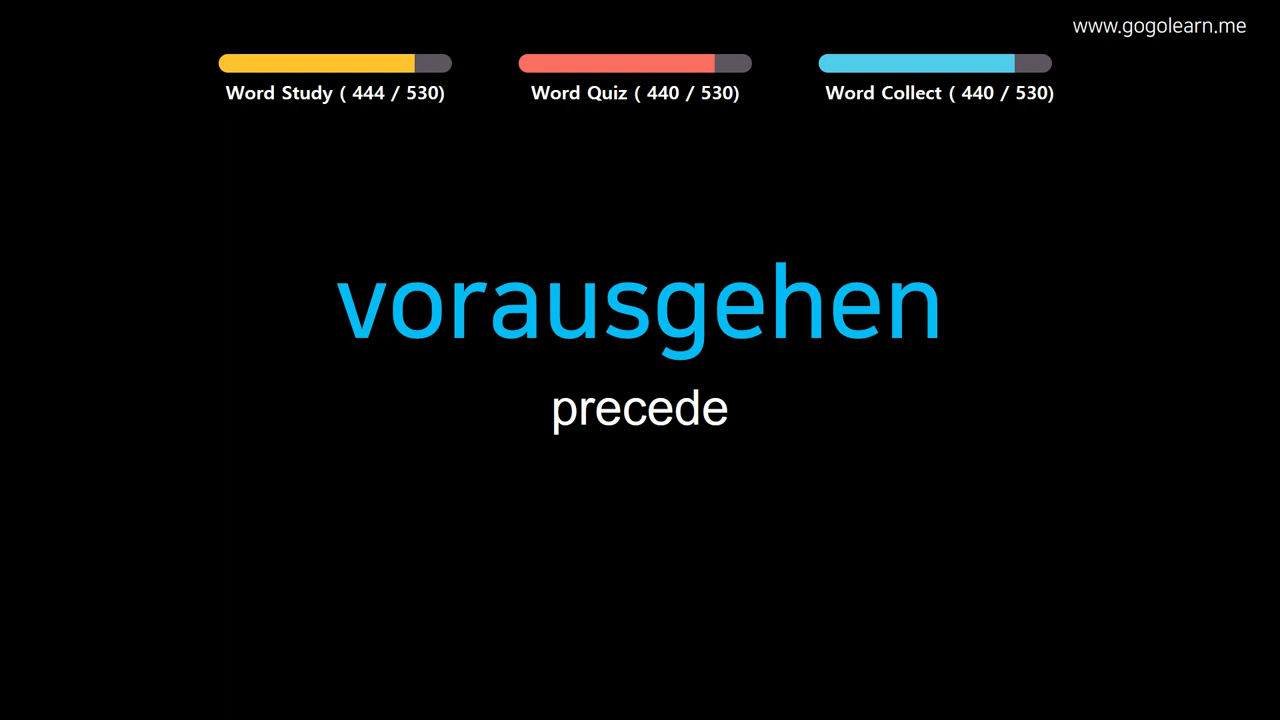 www.gogolearn.me
Word Study ( 444 / 530)
Word Quiz ( 440 / 530)
Word Collect ( 440 / 530)
vorausgehen
precede